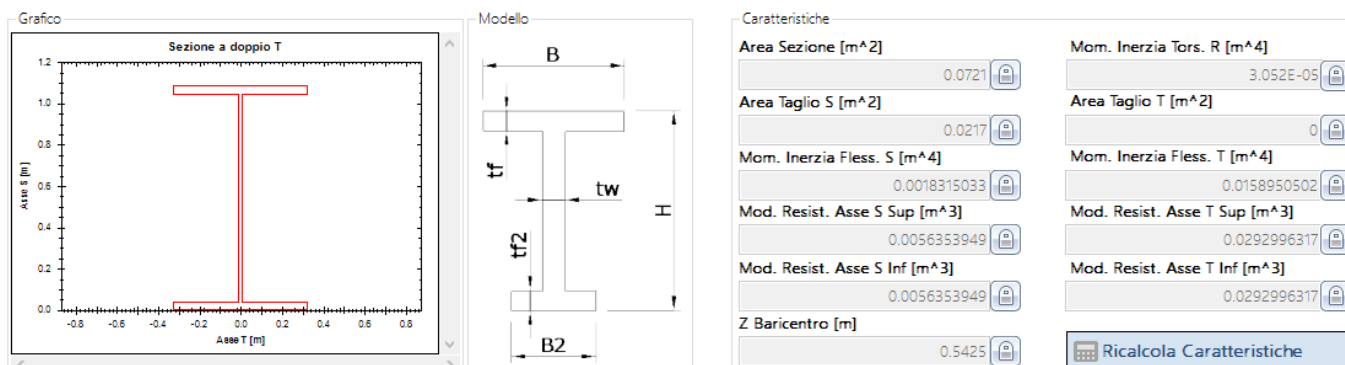 Grafico
Sezione a doppio T
1.2
1.0
0.8
0.6
0.4
0.2
0.0
Asse S [m]
-0.8 -0.6 -0.4 -0.2 0.0 0.2 0.4 0.6 0.8
Asse T [m]
Modello
B
tf
tw
H
tf2
B2
Caratteristiche
Area Sezione [m^2]
0.0721
Area Taglio S [m^2]
0.0217
Mom. Inerzia Fless. S [m^4]
0.0018315033
Mod. Resist. Asse S Sup [m^3]
0.0056353949
Mod. Resist. Asse S Inf [m^3]
0.0056353949
Z Baricentro [m]
0.5425
Mom. Inerzia Tors. R [m^4]
3.052E-05
Area Taglio T [m^2]
0
Mom. Inerzia Fless. T [m^4]
0.0158950502
Mod. Resist. Asse T Sup [m^3]
0.0292996317
Mod. Resist. Asse T Inf [m^3]
0.0292996317
Ricalcola Caratteristiche